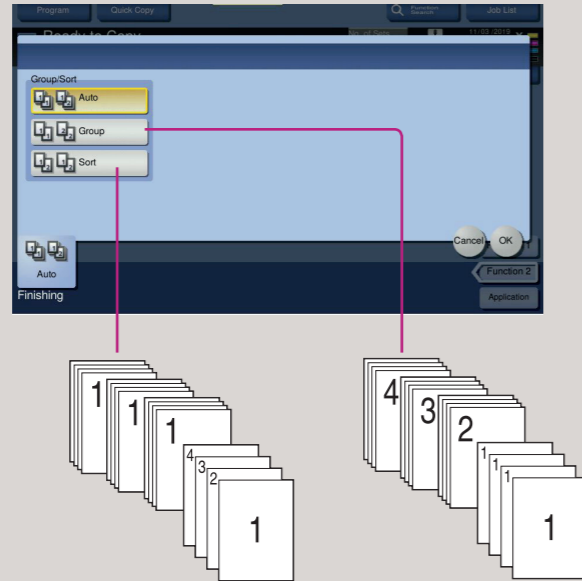 Program
Quick Copy
Function Search
Job List
Ready to Copy
No. of Sets
1
11/03 /2019
Group/Sort
Auto
Group
Sort
Cancel
OK
Auto
Function 2
Finishing
Application
1
1
1
4
3
2
1
4
3
2
1
1
1
1